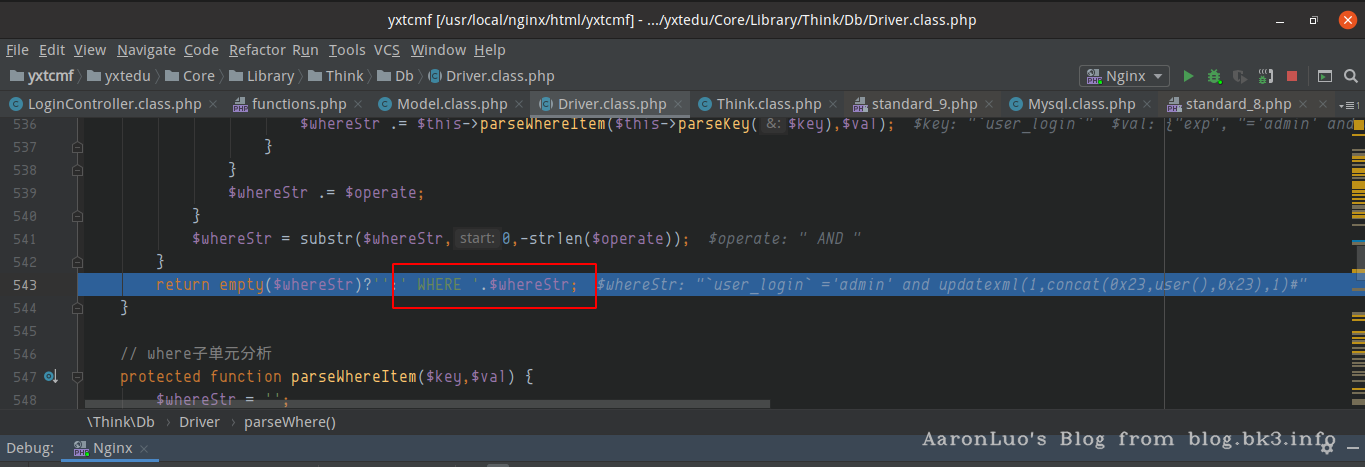 yxtcmf [/usr/local/nginx/html/yxtcmf] - .../yxtedu/Core/Library/Think/Db/Driver.class.php
File Edit View Navigate Code Refactor Run Tools VCS Window Help
yxtcmf yxtedu Core Library Think Db Driver.class.php Nginx
LoginController.class.php functions.php Model.class.php Driver.class.php Think.class.php standard_9.php Mysql.class.php standard_8.php
536 $whereStr .= $this->parseWhereItem($this->parseKey( &: $key),$val); $key: "`user_login`" $val: {"exp", "='admin' and
537 }
538 }
539 $whereStr .= $operate;
540 }
541 $whereStr = substr($whereStr, start: 0,-strlen($operate)); $operate: " AND "
542 }
543 return empty($whereStr)?'':' WHERE '.$whereStr; $whereStr: "`user_login` ='admin' and updatexml(1,concat(0x23,user(),0x23),1)#"
544 }
545
546 // where子单元分析
547 protected function parseWhereItem($key,$val) {
548 $whereStr = '';
\Think\Db › Driver › parseWhere()
Debug: Nginx
AaronLuo's Blog from blog.bk3.info